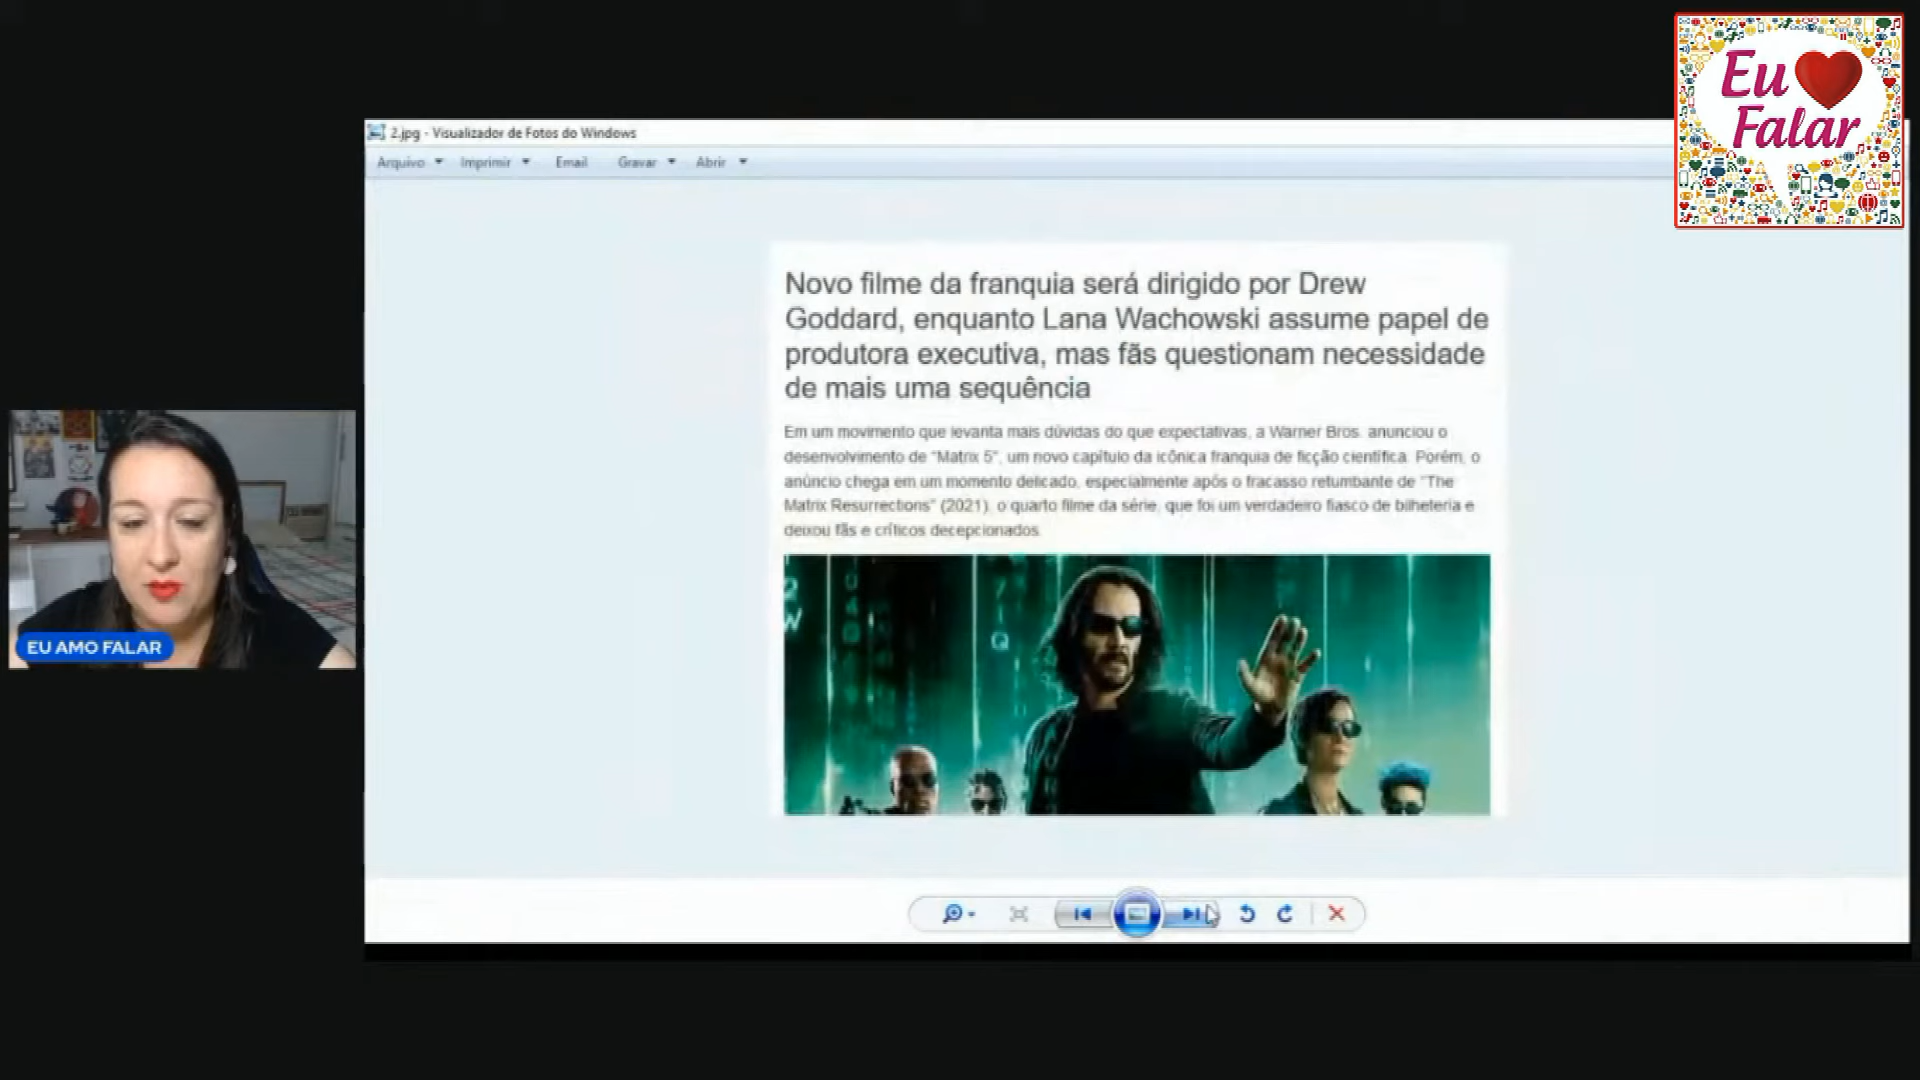 Eu
Falar
2.jpg - Visualizador de Fotos do Windows
Arquivo Imprimir Email Gravar Abrir
Novo filme da franquia será dirigido por Drew
Goddard, enquanto Lana Wachowski assume papel de
produtora executiva, mas fãs questionam necessidade
de mais uma sequência
Em um movimento que levanta mais dúvidas do que expectativas, a Warner Bros. anunciou o
desenvolvimento de "Matrix 5", um novo capítulo da icônica franquia de ficção científica. Porém, o
anúncio chega em um momento delicado, especialmente após o fracasso retumbante de "The
Matrix Resurrections" (2021), o quarto filme da série, que foi um verdadeiro fiasco de bilheteria e
deixou fãs e críticos decepcionados.
EU AMO FALAR